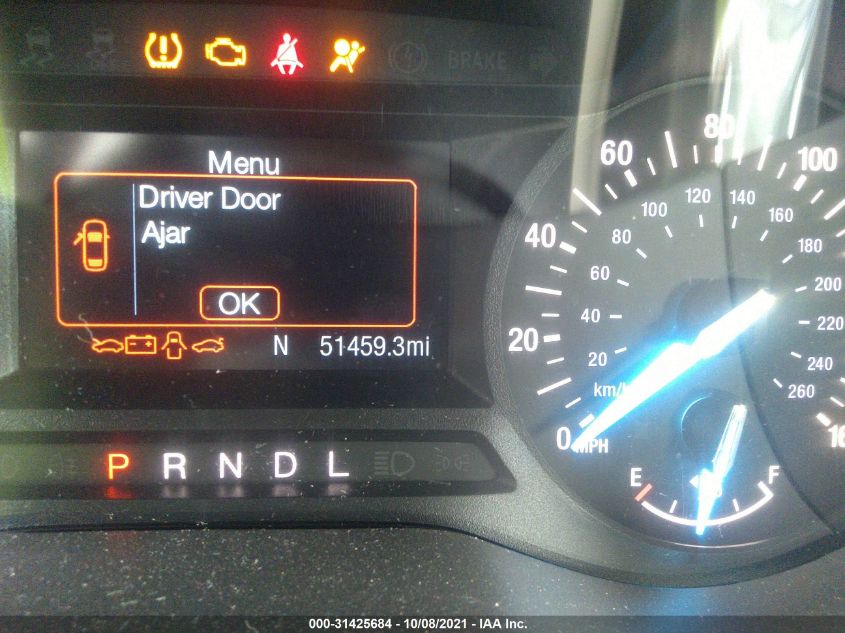 BRAKE
Menu
Driver Door
Ajar
OK
N 51459.3mi
P R N D L
0 20 40 60 80 100
MPH
20 40 60 80 100 120 140 160 180 200 220 240 260
E F
000-31425684 - 10/08/2021 - IAA Inc.